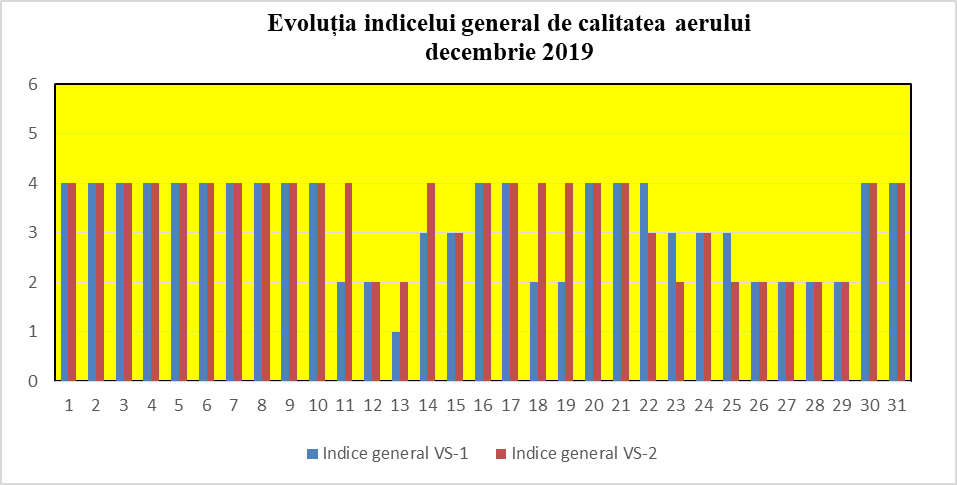 Evoluția indicelui general de calitatea aerului
decembrie 2019
6
5
4
3
2
1
0
1 2 3 4 5 6 7 8 9 10 11 12 13 14 15 16 17 18 19 20 21 22 23 24 25 26 27 28 29 30 31
Indice general VS-1 Indice general VS-2